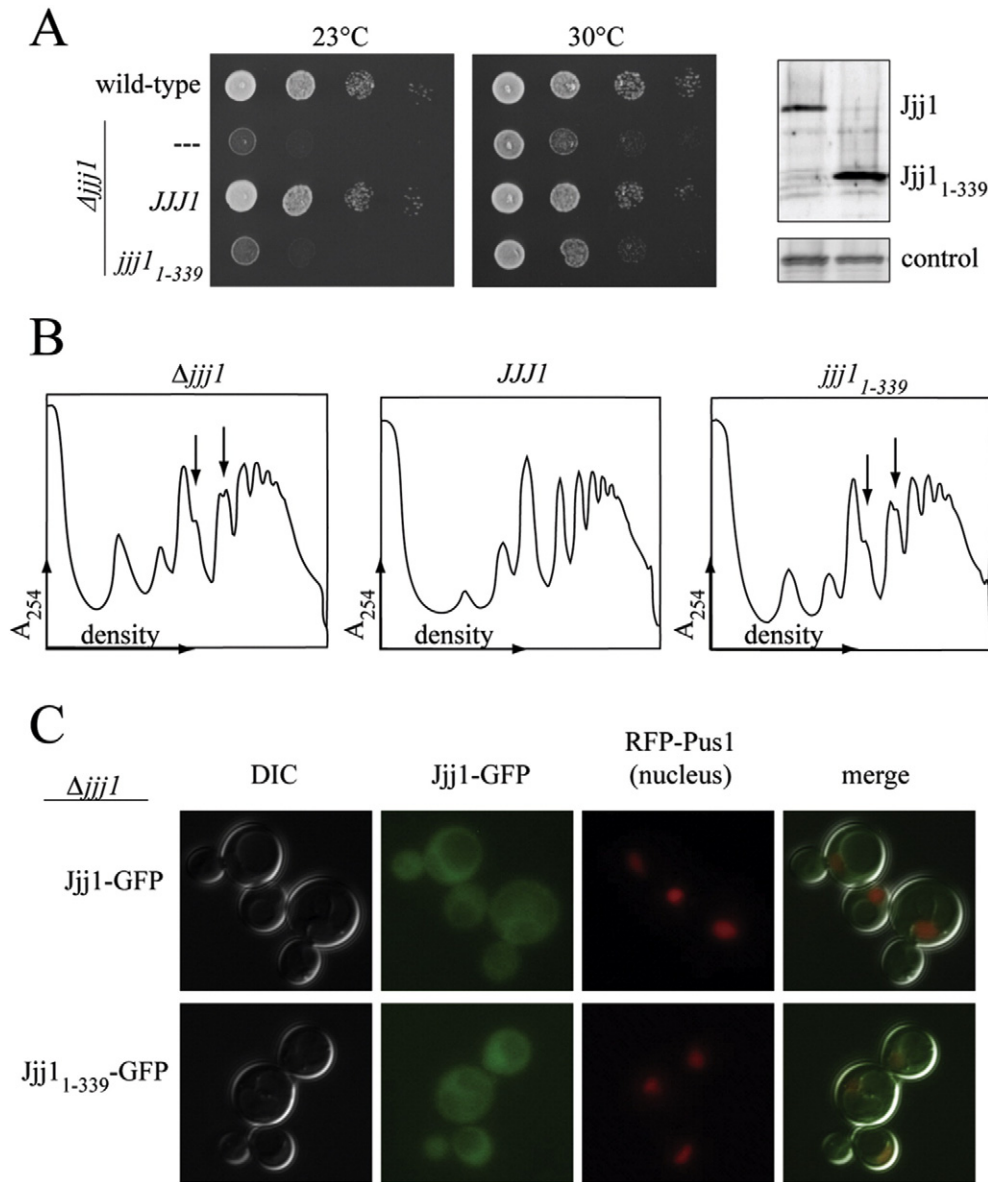 A
23°C 30°C
wild-type
Δjjj1
---
JJJ1
jjj1 1-339
Jjj1
Jjj1 1-339
control
B
Δjjj1 JJJ1 jjj1 1-339
A254 density
A254 density
A254 density
C
Δjjj1
DIC Jjj1-GFP RFP-Pus1 (nucleus) merge
Jjj1-GFP
Jjj1 1-339-GFP